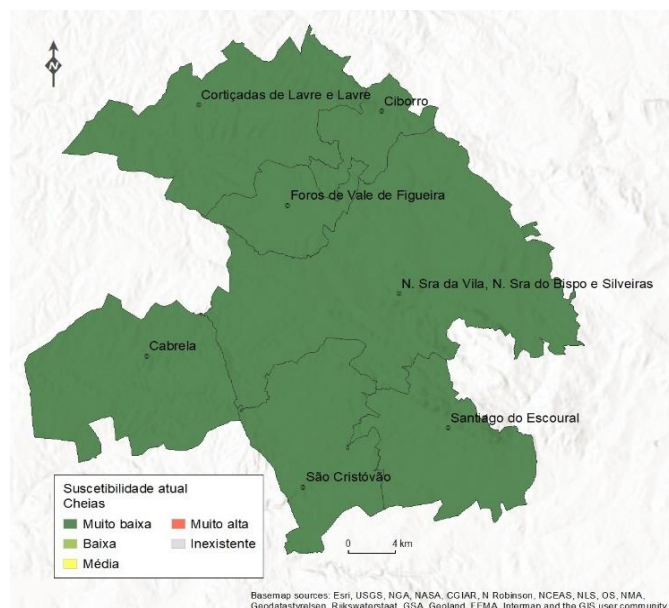 N
Cortiçadas de Lavre e Lavre
Ciborro
Foros de Vale de Figueira
N. Sra da Vila, N. Sra do Bispo e Silveiras
Cabrela
Santiago do Escoural
São Cristóvão
Suscetibilidade atual
Cheias
Muito baixa
Muito alta
Baixa
Inexistente
Média
0 4 km
Basemap sources: Esri, USGS, NGA, NASA, CGIAR, N Robinson, NCEAS, NLS, OS, NMA,
Geodatastyrelsen, Rijkswaterstaat, GSA, Geoland, FEMA, Intermap and the GIS user community